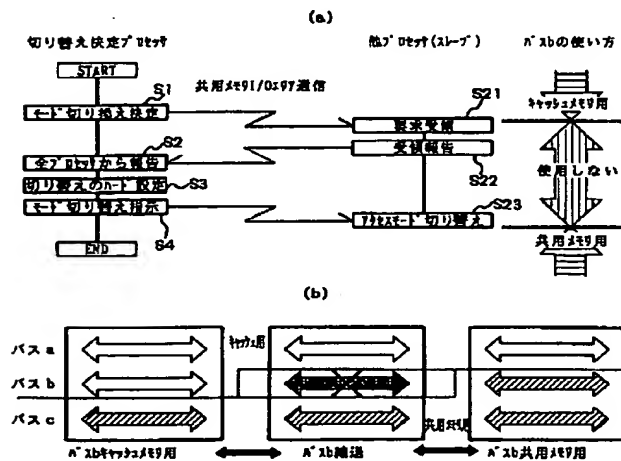 (a)
切り替え決定ﾌﾟﾛｾｯｻ
他ﾌﾟﾛｾｯｻ(ｽﾚｰﾌﾞ)
ﾊﾞｽbの使い方
START
S1
共用ﾒﾓﾘI/Oｴﾘｱ通信
S21
ｷｬｯｼｭﾒﾓﾘ用
ﾓｰﾄﾞ切り換え決定
要求受領
S2
全ﾌﾟﾛｾｯｻから報告
受領報告
使用しない
切り替えのﾊｰﾄﾞ設定
S3
S22
S23
ﾓｰﾄﾞ切り替え指示
ｱｸｾｽﾓｰﾄﾞ切り替え
S4
共用ﾒﾓﾘ用
END
(b)
バスa
ｷｬｯｼｭ用
バスb
バスc
共用ﾒﾓﾘ用
ﾊﾞｽbｷｬｯｼｭﾒﾓﾘ用
ﾊﾞｽb
ﾊﾞｽb共用ﾒﾓﾘ用